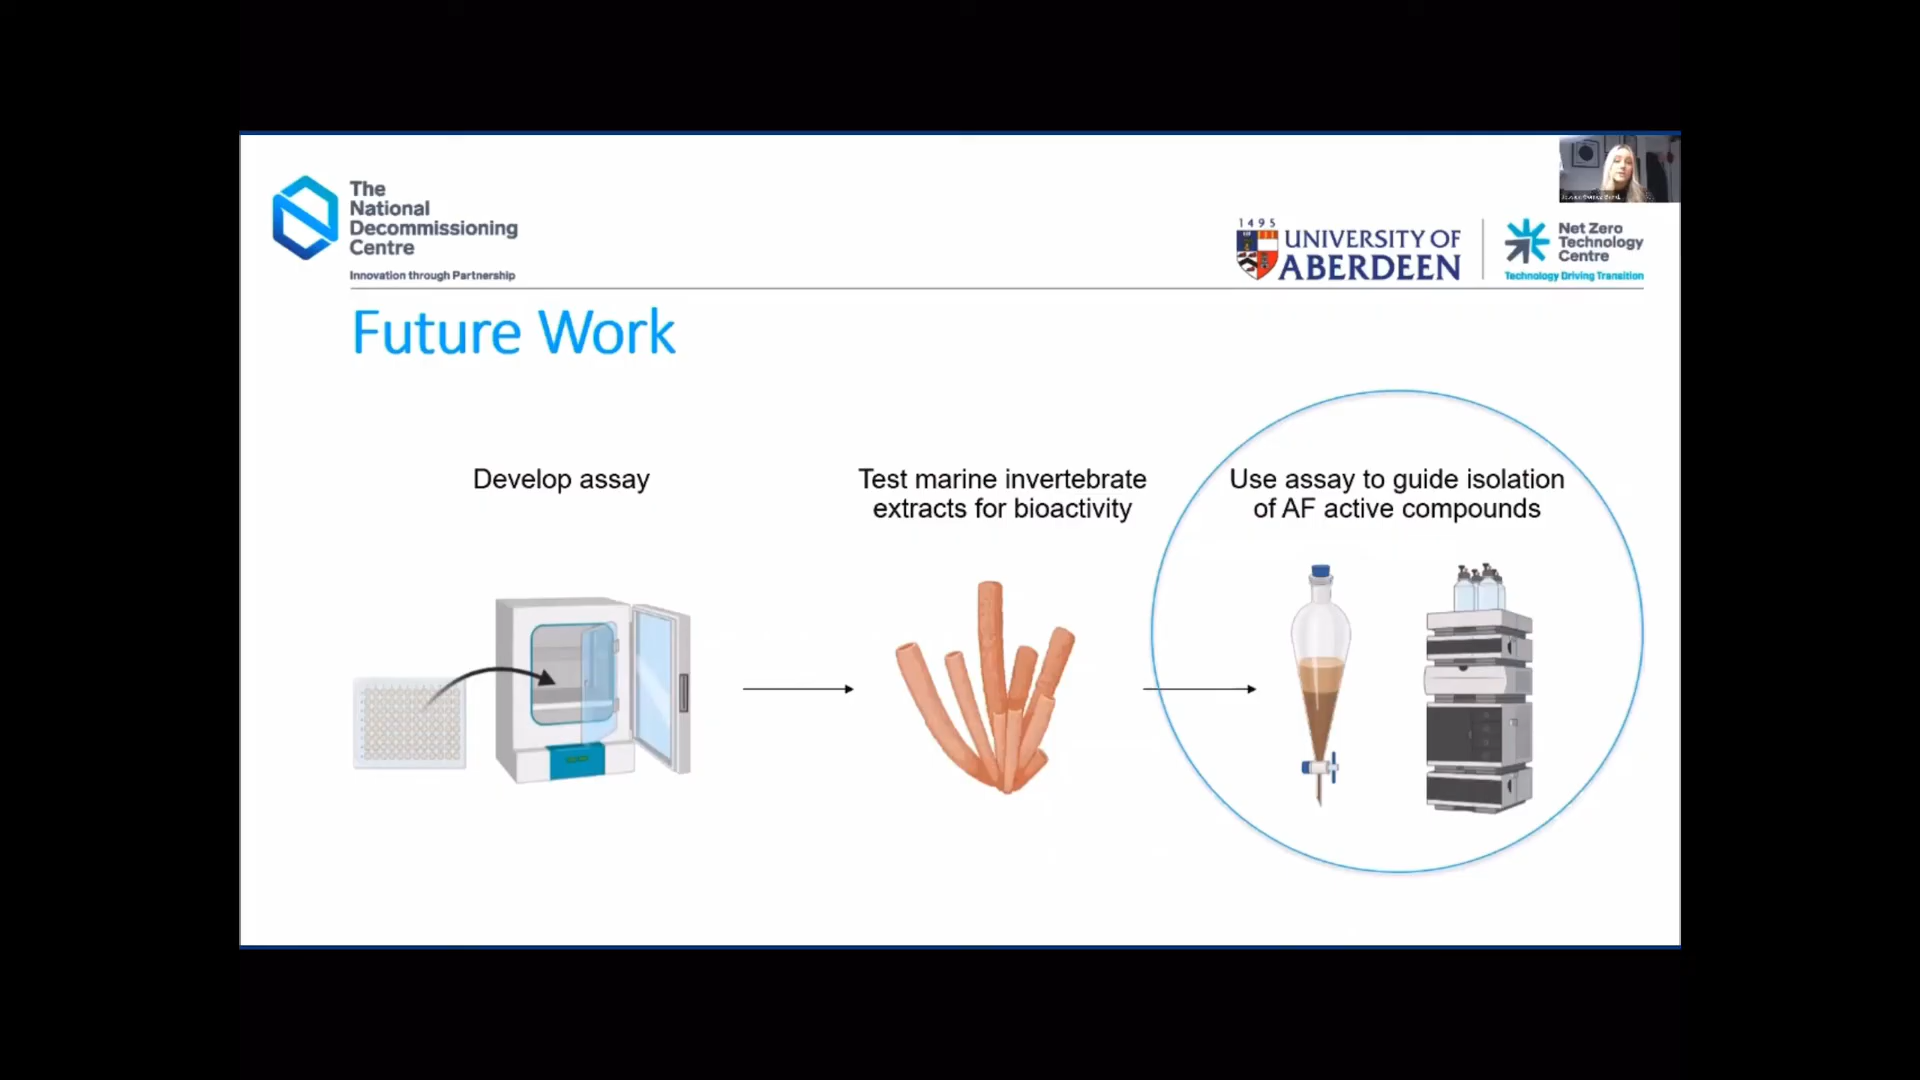 The
National
Decommissioning
Centre
Innovation through Partnership
1495
UNIVERSITY OF
ABERDEEN
Net Zero
Technology
Centre
Technology Driving Transition
Future Work
Develop assay
Test marine invertebrate
extracts for bioactivity
Use assay to guide isolation
of AF active compounds